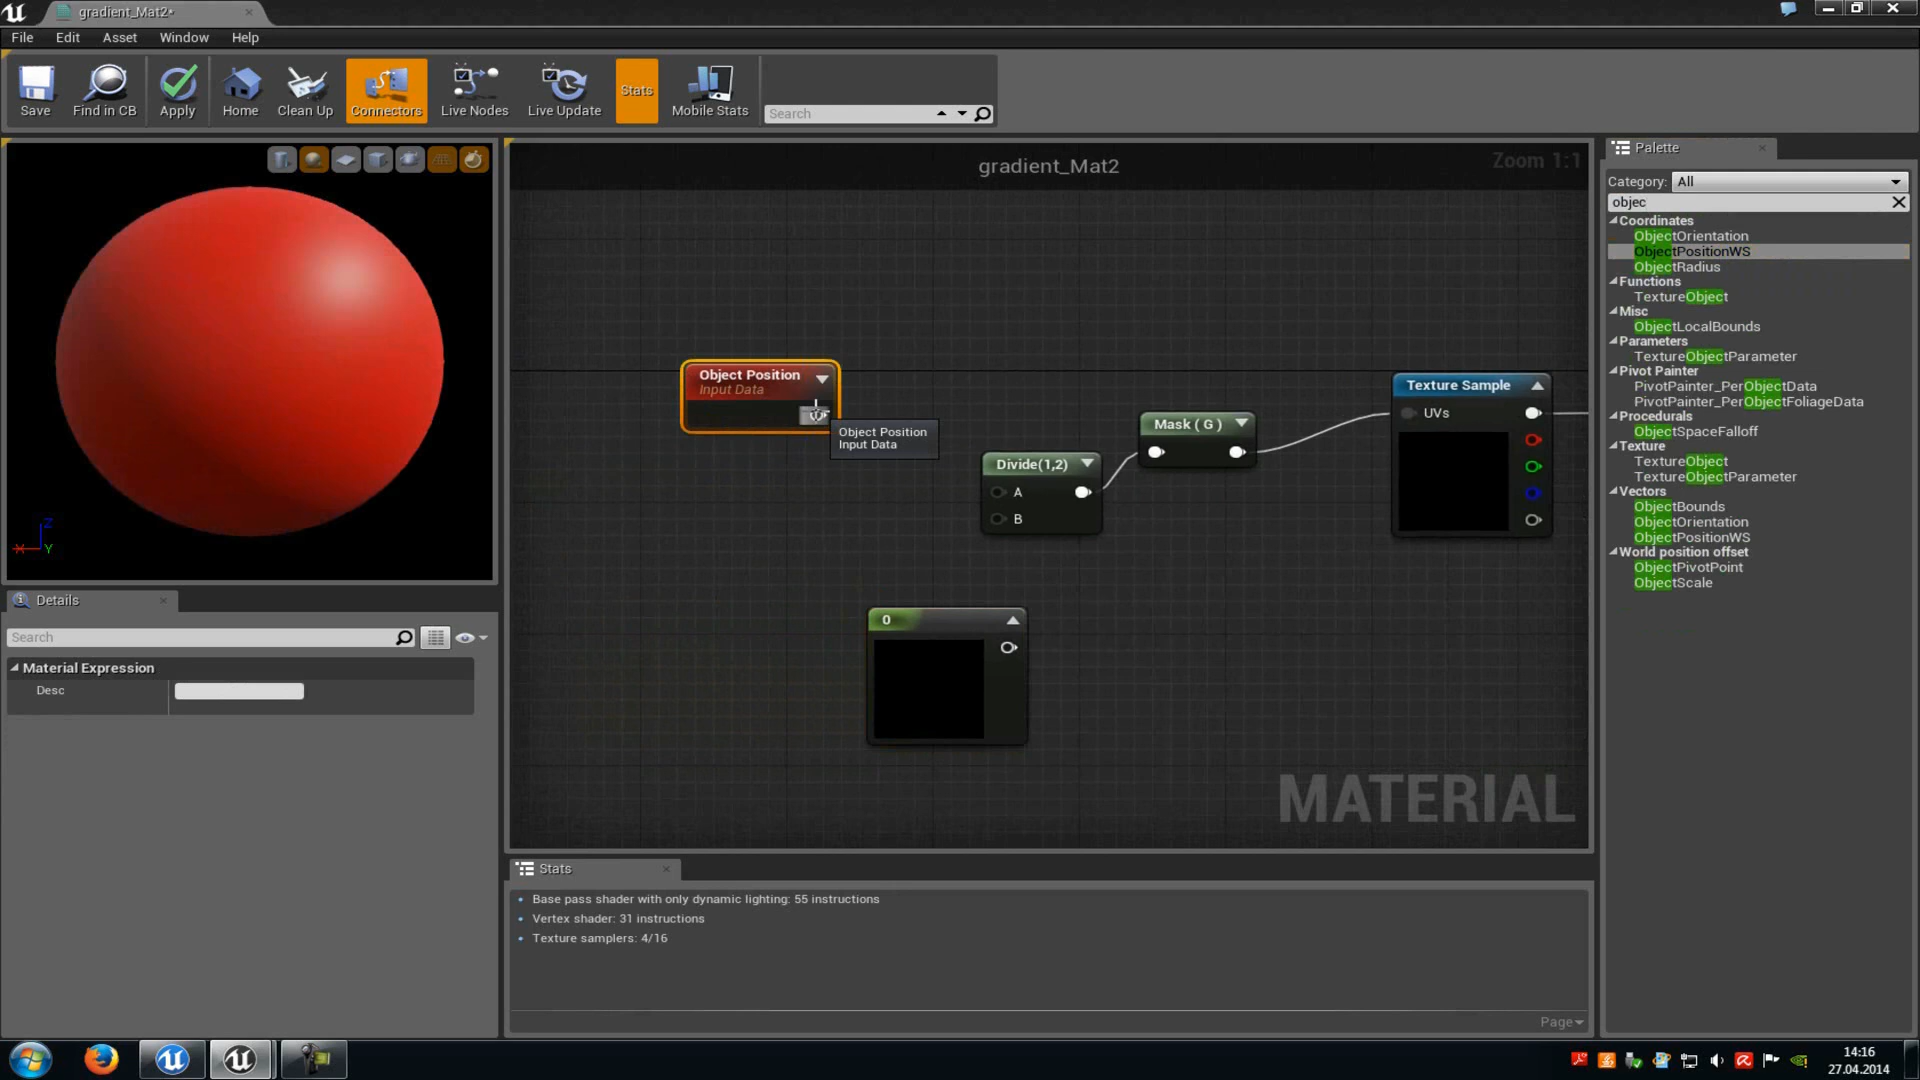 gradient_Mat2*
File Edit Asset Window Help
Save
Find in CB
Apply
Home
Clean Up
Connectors
Live Nodes
Live Update
Stats
Mobile Stats
Search
gradient_Mat2
Zoom 1:1
Object Position
Input Data
Object Position
Input Data
Divide(1,2)
A
B
Mask ( G )
Texture Sample
UVs
0
MATERIAL
Z
X
Y
Details
Search
Material Expression
Desc
Stats
Base pass shader with only dynamic lighting: 55 instructions
Vertex shader: 31 instructions
Texture samplers: 4/16
Page
Palette
Category: All
objec
Coordinates
ObjectOrientation
ObjectPositionWS
ObjectRadius
Functions
TextureObject
Misc
ObjectLocalBounds
Parameters
TextureObjectParameter
Pivot Painter
PivotPainter_PerObjectData
PivotPainter_PerObjectFoliageData
Procedurals
ObjectSpaceFalloff
Texture
TextureObject
TextureObjectParameter
Vectors
ObjectBounds
ObjectOrientation
ObjectPositionWS
World position offset
ObjectPivotPoint
ObjectScale
14:16
27.04.2014